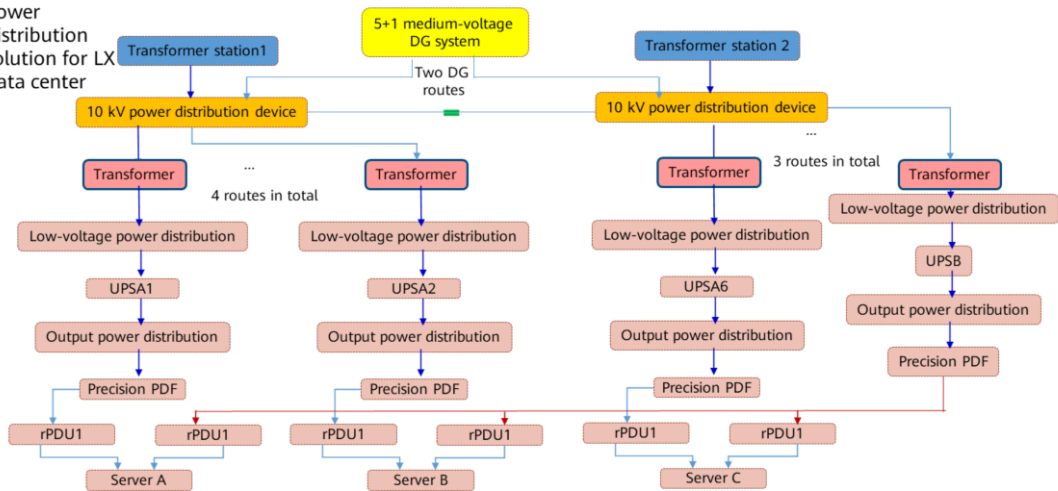 ower
istribution
olution for LX
ata center
5+1 medium-voltage
DG system
Transformer station1
Transformer station 2
Two DG
routes
10 kV power distribution device
10 kV power distribution device
...
...
Transformer
Transformer
Transformer
Transformer
4 routes in total
3 routes in total
Low-voltage power distribution
Low-voltage power distribution
Low-voltage power distribution
Low-voltage power distribution
UPSA1
UPSA2
UPSA6
UPSB
Output power distribution
Output power distribution
Output power distribution
Output power distribution
Precision PDF
Precision PDF
Precision PDF
Precision PDF
rPDU1
rPDU1
rPDU1
rPDU1
rPDU1
rPDU1
Server A
Server B
Server C